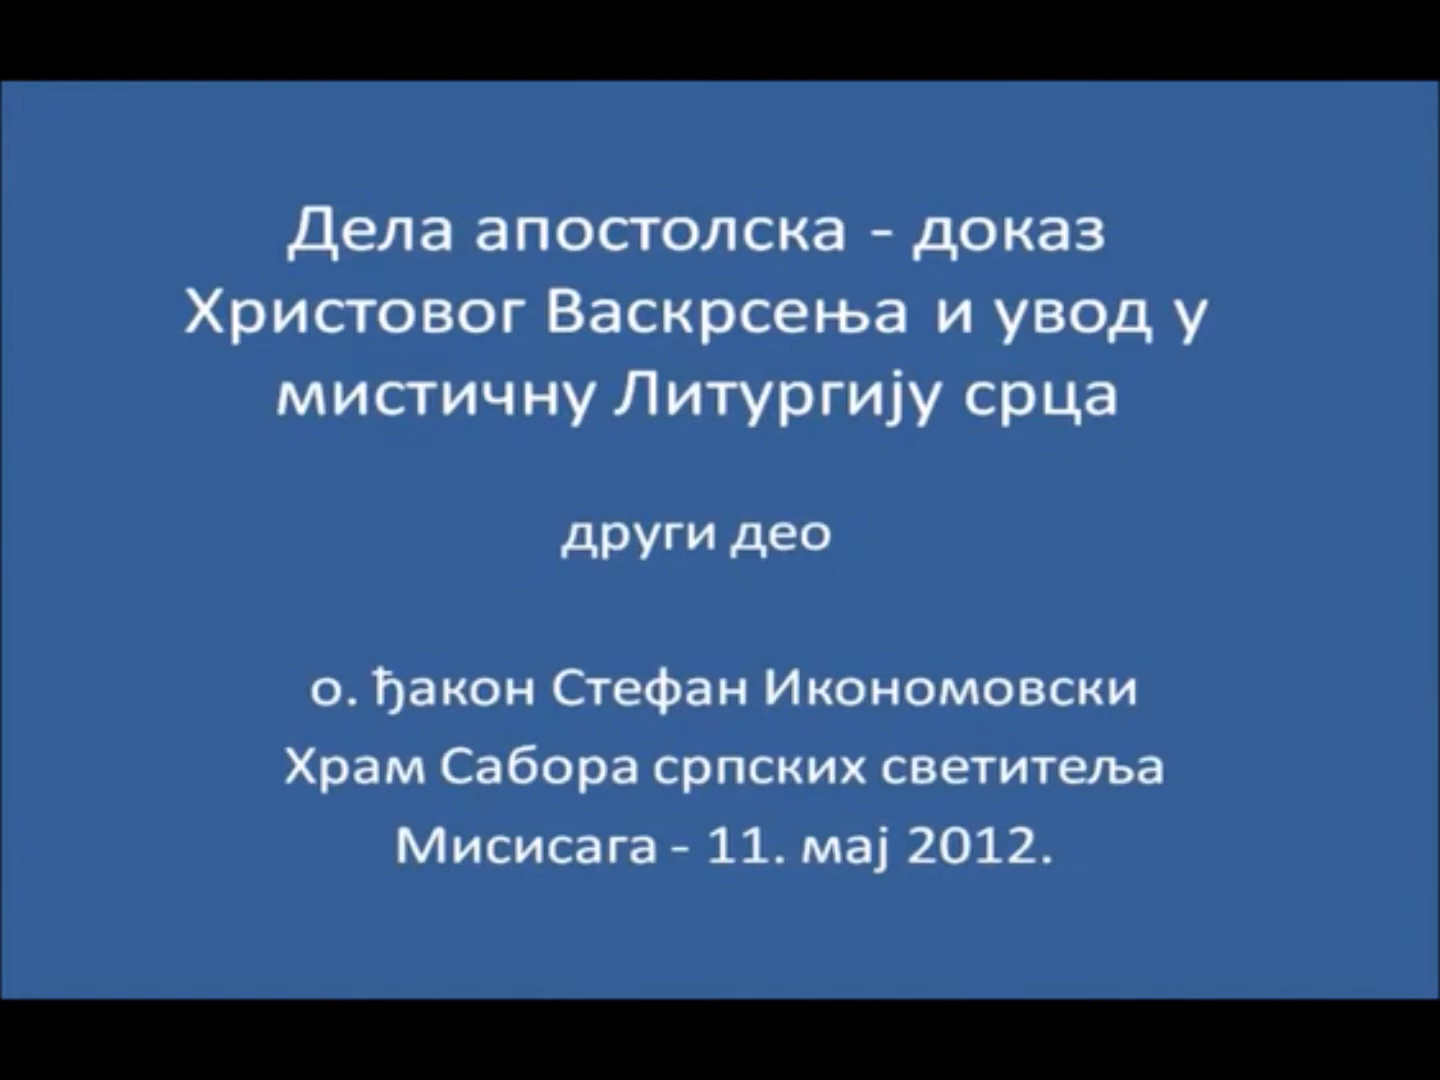 Дела апостолска - доказ
Христовог Васкрсења и увод у
мистичну Литургију срца
други део
о. ђакон Стефан Икономовски
Храм Сабора српских светитеља
Мисисага - 11. мај 2012.